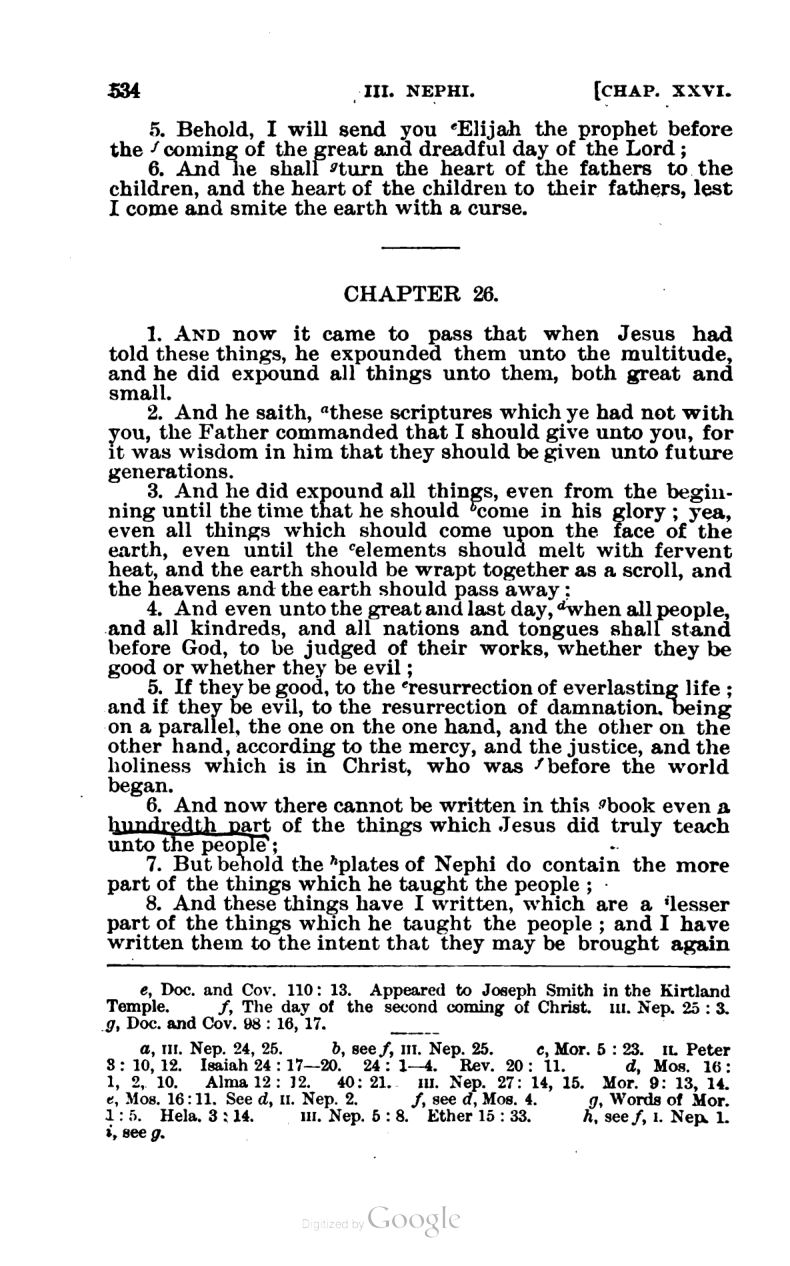 534 III. NEPHI. [CHAP. XXVI.
5. Behold, I will send you eElijah the prophet before
the fcoming of the great and dreadful day of the Lord;
6. And he shall gturn the heart of the fathers to the
children, and the heart of the children to their fathers, lest
I come and smite the earth with a curse.
CHAPTER 26.
1. AND now it came to pass that when Jesus had
told these things, he expounded them unto the multitude,
and he did expound all things unto them, both great and
small.
2. And he saith, athese scriptures which ye had not with
you, the Father commanded that I should give unto you, for
it was wisdom in him that they should be given unto future
generations.
3. And he did expound all things, even from the begin-
ning until the time that he should bcome in his glory; yea,
even all things which should come upon the face of the
earth, even until the celements should melt with fervent
heat, and the earth should be wrapt together as a scroll, and
the heavens and the earth should pass away:
4. And even unto the great and last day, dwhen all people,
and all kindreds, and all nations and tongues shall stand
before God, to be judged of their works, whether they be
good or whether they be evil;
5. If they be good, to the eresurrection of everlasting life;
and if they be evil, to the resurrection of damnation, being
on a parallel, the one on the one hand, and the other on the
other hand, according to the mercy, and the justice, and the
holiness which is in Christ, who was fbefore the world
began.
6. And now there cannot be written in this gbook even a
hundredth part of the things which Jesus did truly teach
unto the people;
7. But behold the hplates of Nephi do contain the more
part of the things which he taught the people;
8. And these things have I written, which are a ilesser
part of the things which he taught the people; and I have
written them to the intent that they may be brought again
e, Doc. and Cov. 110: 13. Appeared to Joseph Smith in the Kirtland
Temple. f, The day of the second coming of Christ. III. Nep. 25: 3.
g, Doc. and Cov. 98: 16, 17.
a, III. Nep. 24, 25. b, see f, III. Nep. 25. c, Mor. 5: 23. II. Peter
3: 10, 12. Isaiah 24: 17—20. 24: 1—4. Rev. 20: 11. d, Mos. 16:
1, 2, 10. Alma 12: 12. 40: 21. III. Nep. 27: 14, 15. Mor. 9: 13, 14.
e, Mos. 16:11. See d, II. Nep. 2. f, see d, Mos. 4. g, Words of Mor.
1: 5. Hela. 3: 14. III. Nep. 5: 8. Ether 15: 33. h, see f, I. Nep. 1.
i, see g.
Digitized by Google